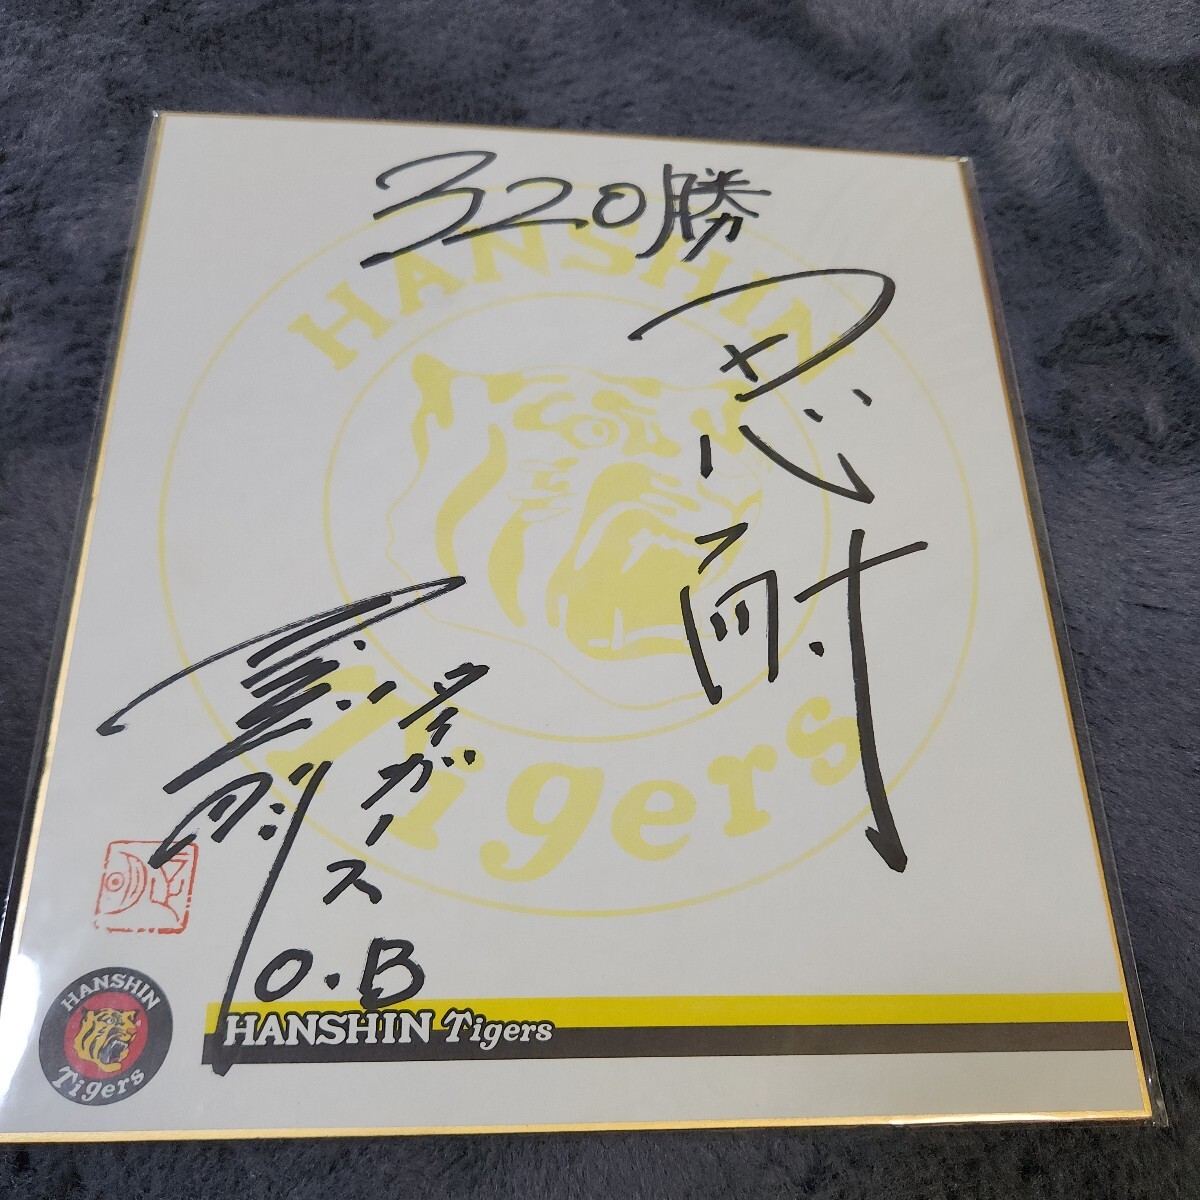 320勝
忍耐
タイガース
O.B
HANSHIN
Tigers
HANSHIN Tigers
HANSHIN
Tigers